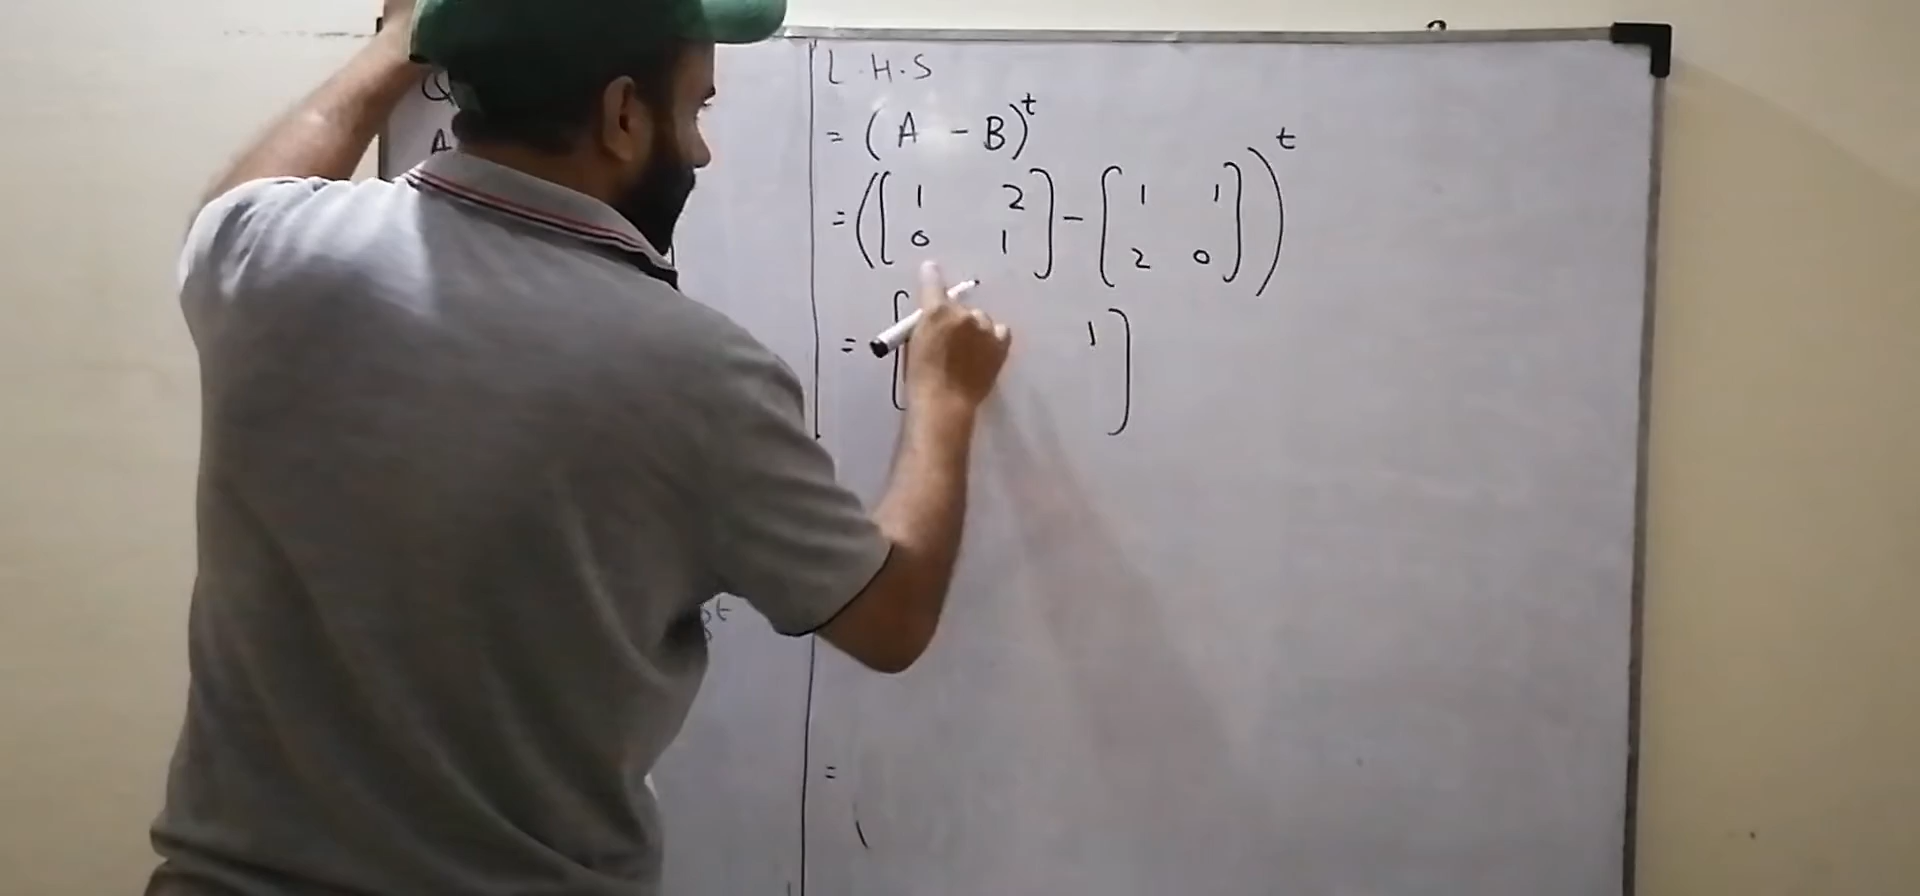 Q
A
L.H.S
= (A - B)^t
= ([1 2
0 1] - [1 1
2 0])^t
= [ 1 ]
B^t
=